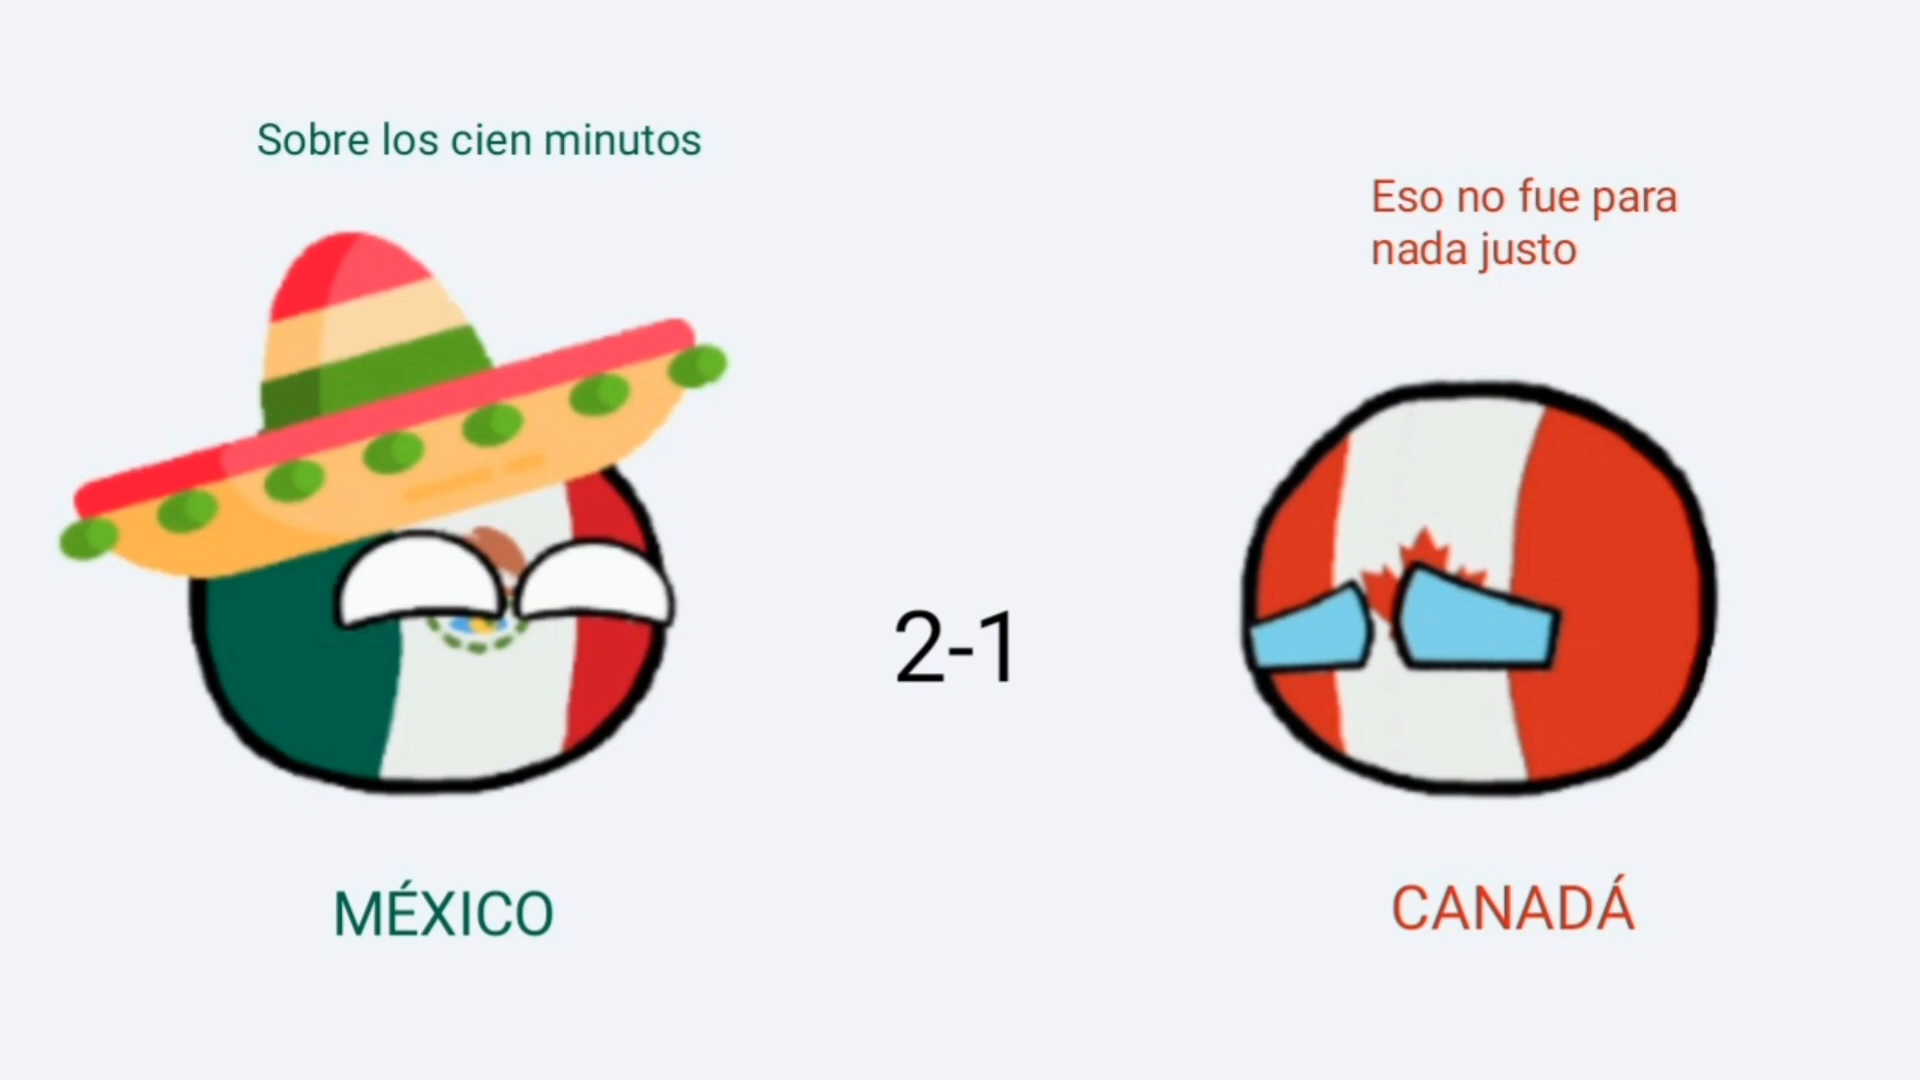 Sobre los cien minutos
Eso no fue para
nada justo
2-1
MÉXICO
CANADÁ